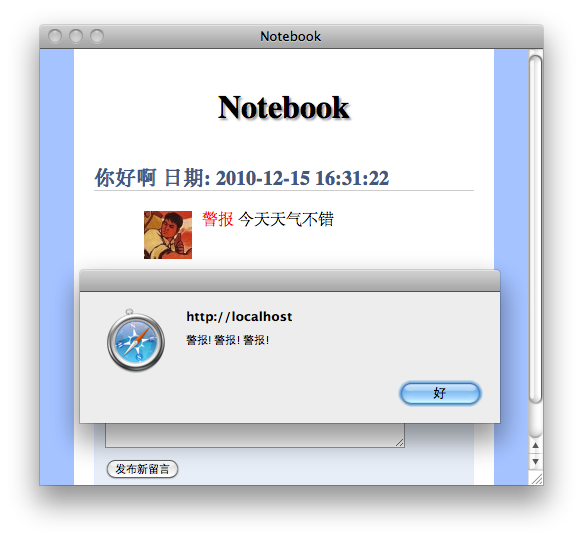 Notebook
Notebook
你好啊 日期: 2010-12-15 16:31:22
警报 今天天气不错
http://localhost
警报! 警报! 警报!
好
发布新留言